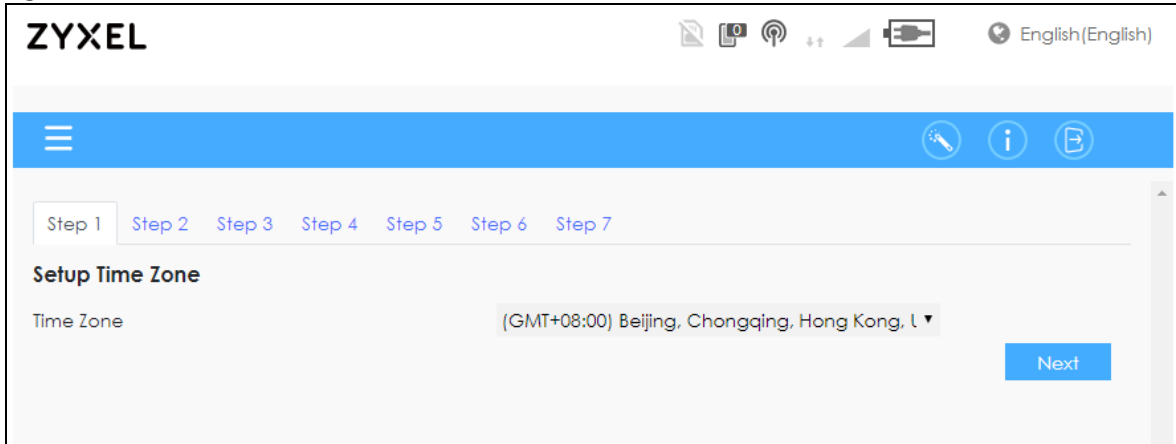 ZYXEL
0
English(English)
i
Step 1 Step 2 Step 3 Step 4 Step 5 Step 6 Step 7
Setup Time Zone
Time Zone (GMT+08:00) Beijing, Chongqing, Hong Kong,
Next